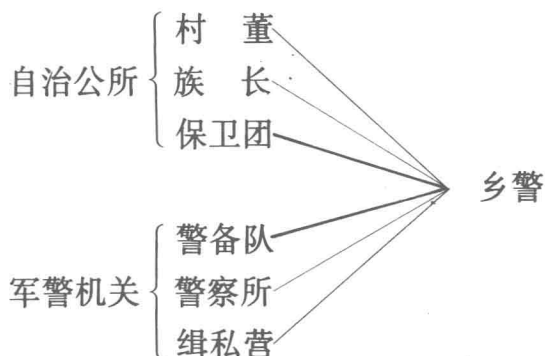 村 董
自治公所 族 长
保卫团
乡警
警备队
军警机关 警察所
缉私营